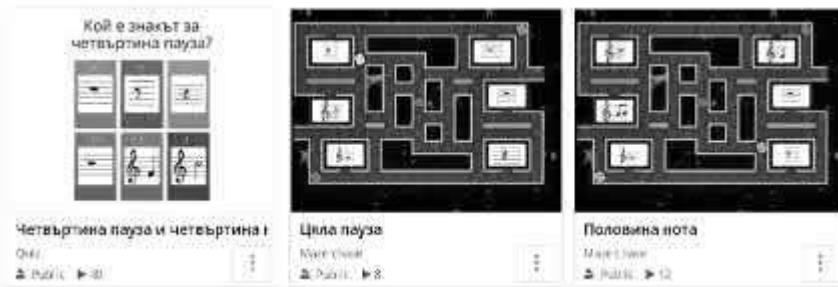 Кой е знакът за
четвъртина пауза?
Четвъртина пауза и четвъртина н
Quiz
Public
Цяла пауза
Maze chase
Public 8
Половина нота
Maze chase
Public 12